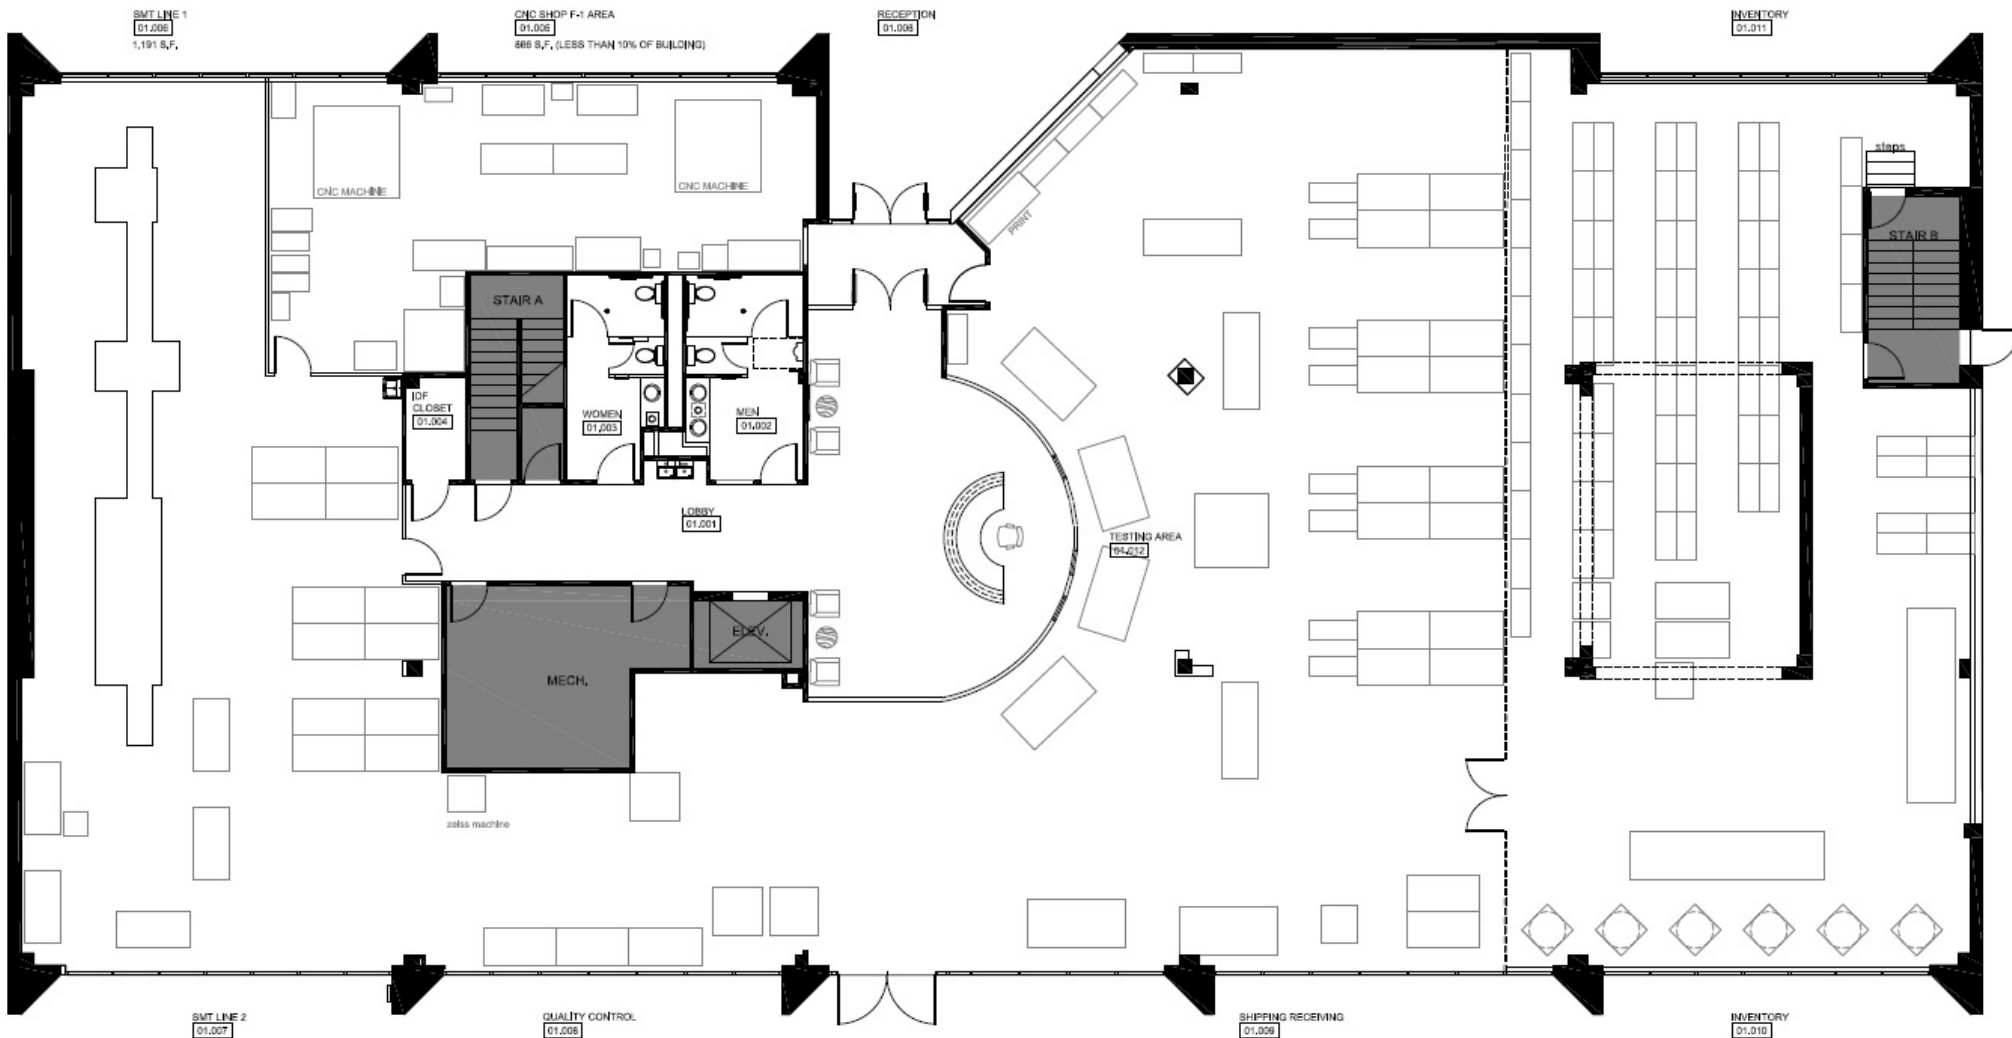 SMT LINE 1
01.006
1,191 S.F.
CNC SHOP F-1 AREA
01.005
866 S.F. (LESS THAN 10% OF BUILDING)
RECEPTION
01.008
INVENTORY
01.011
CNC MACHINE
CNC MACHINE
PRINT
steps
STAIR B
STAIR A
IDF
CLOSET
01.004
WOMEN
01.003
MEN
01.002
LOBBY
01.001
TESTING AREA
01.012
ELEV.
MECH.
zeiss machine
SMT LINE 2
01.007
QUALITY CONTROL
01.008
SHIPPING RECEIVING
01.009
INVENTORY
01.010